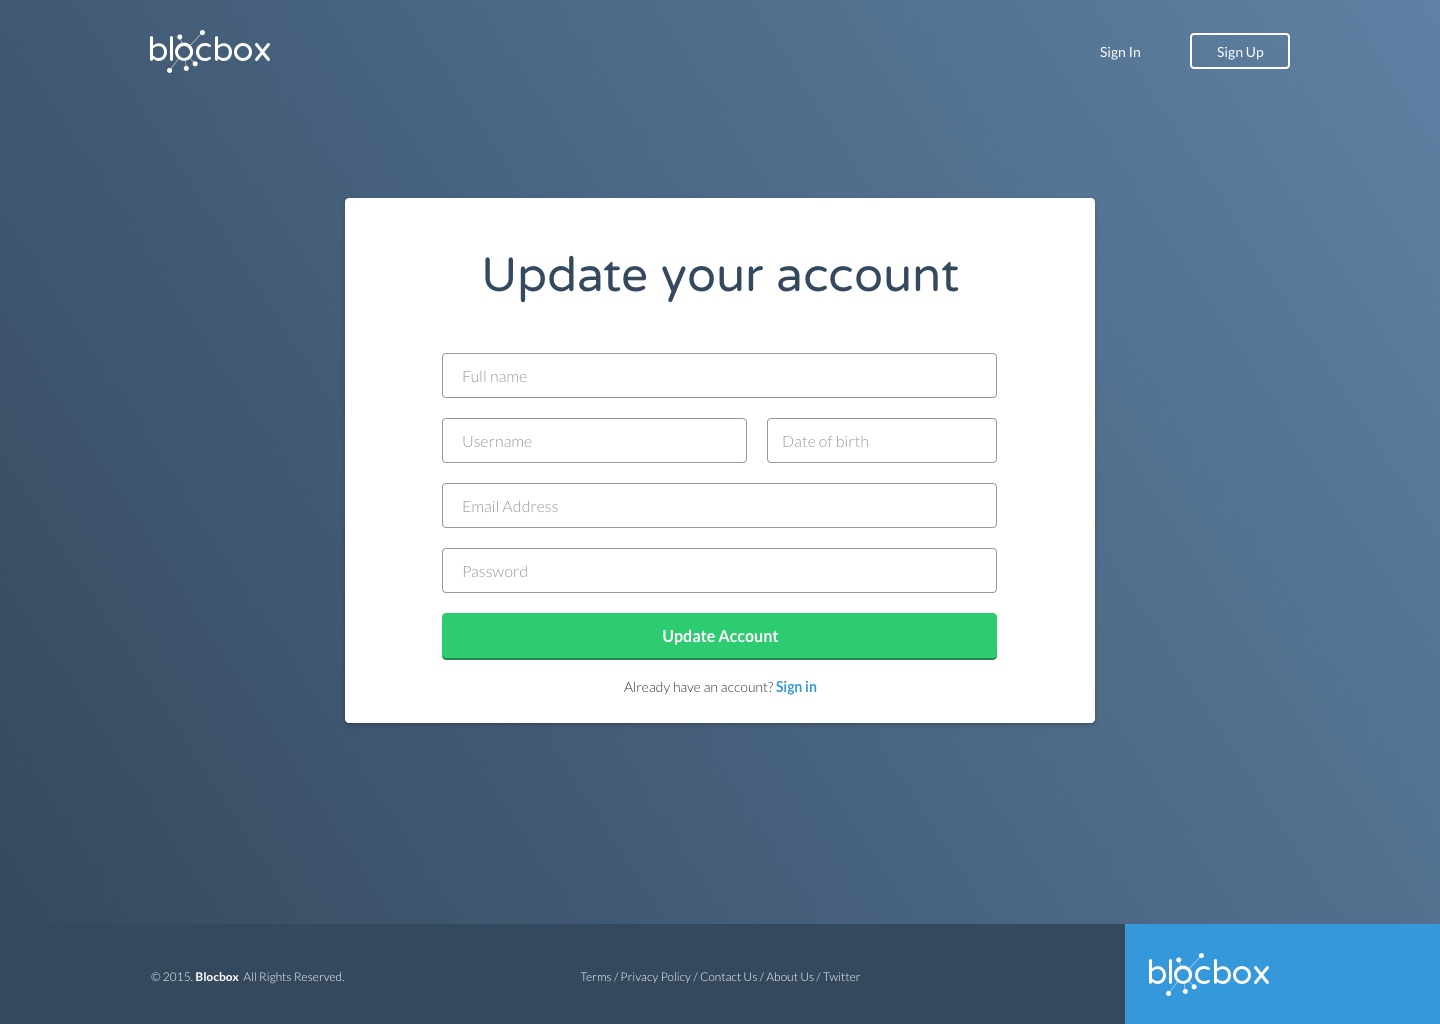 blocbox
Sign In
Sign Up
Update your account
Full name
Username
Date of birth
Email Address
Password
Update Account
Already have an account? Sign in
© 2015. Blocbox All Rights Reserved.
Terms / Privacy Policy / Contact Us / About Us / Twitter
blocbox